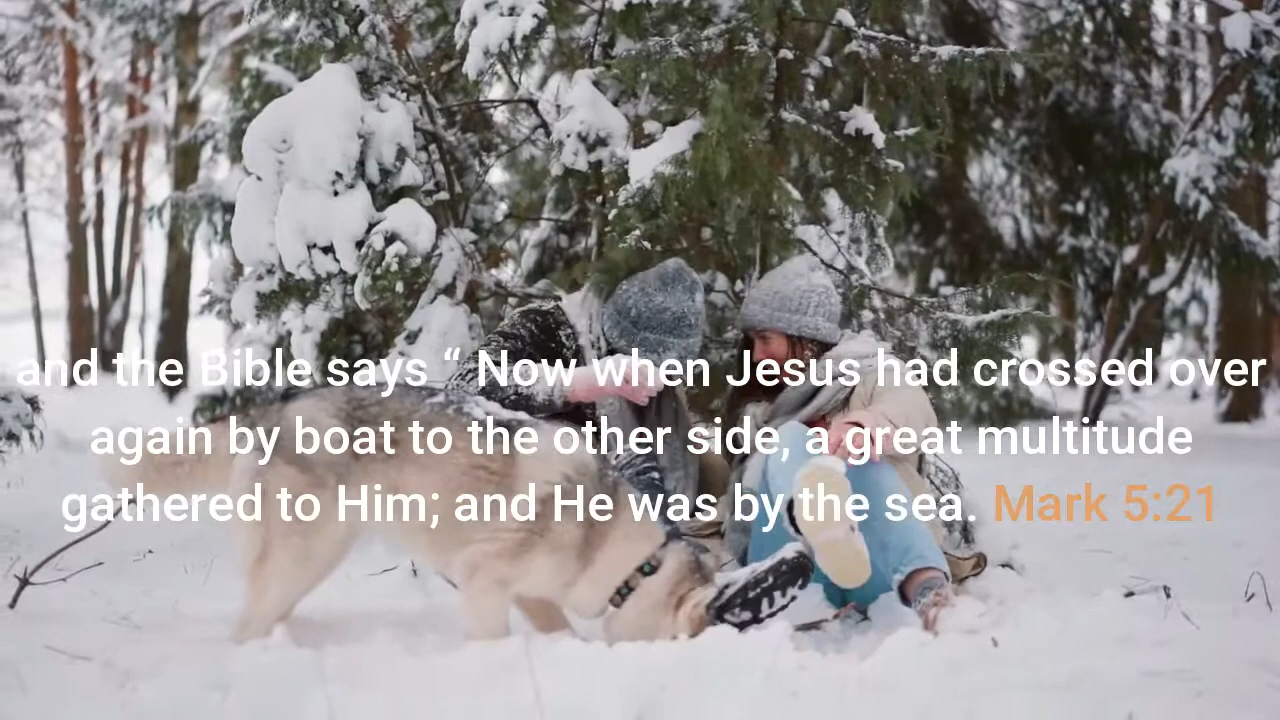 and the Bible says “ Now when Jesus had crossed over
again by boat to the other side, a great multitude
gathered to Him; and He was by the sea. Mark 5:21